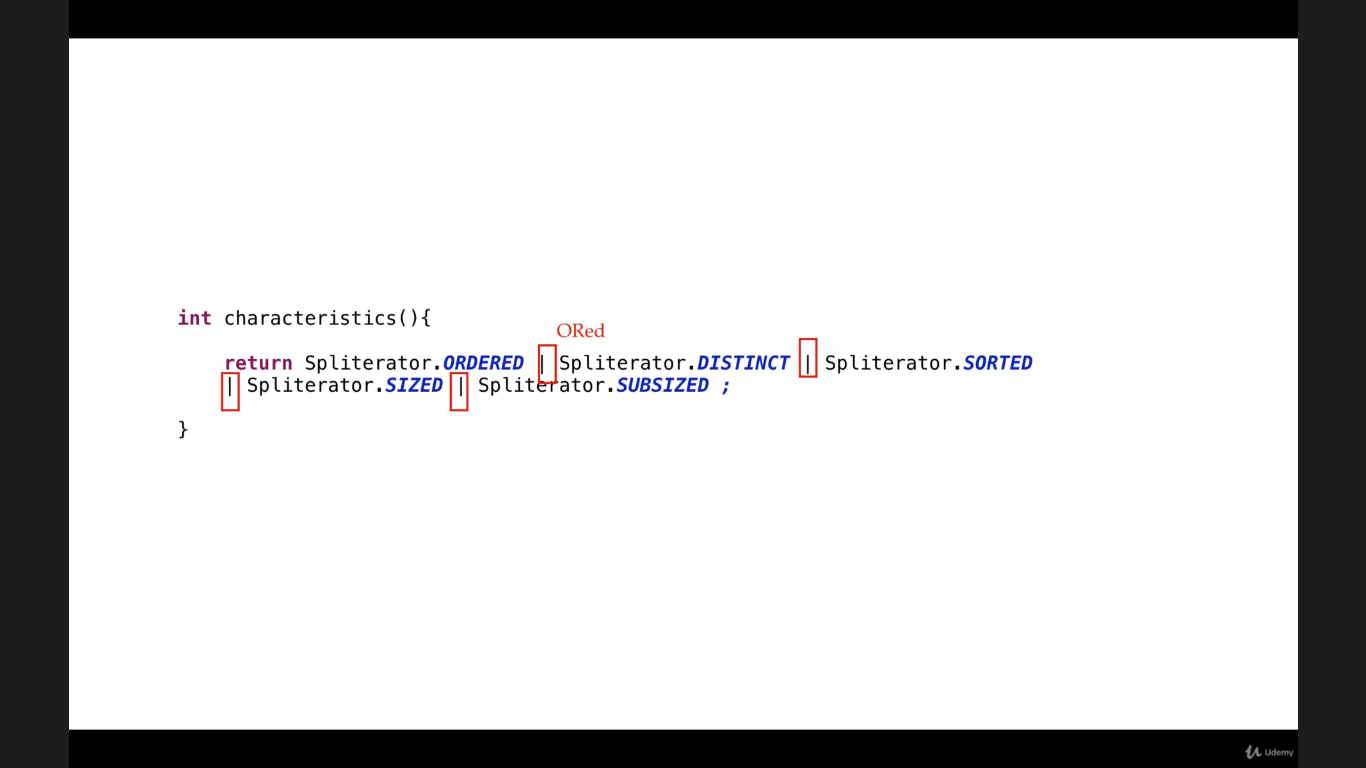 int characteristics(){
ORed
return Spliterator.ORDERED | Spliterator.DISTINCT | Spliterator.SORTED
| Spliterator.SIZED | Spliterator.SUBSIZED ;
}
Udemy